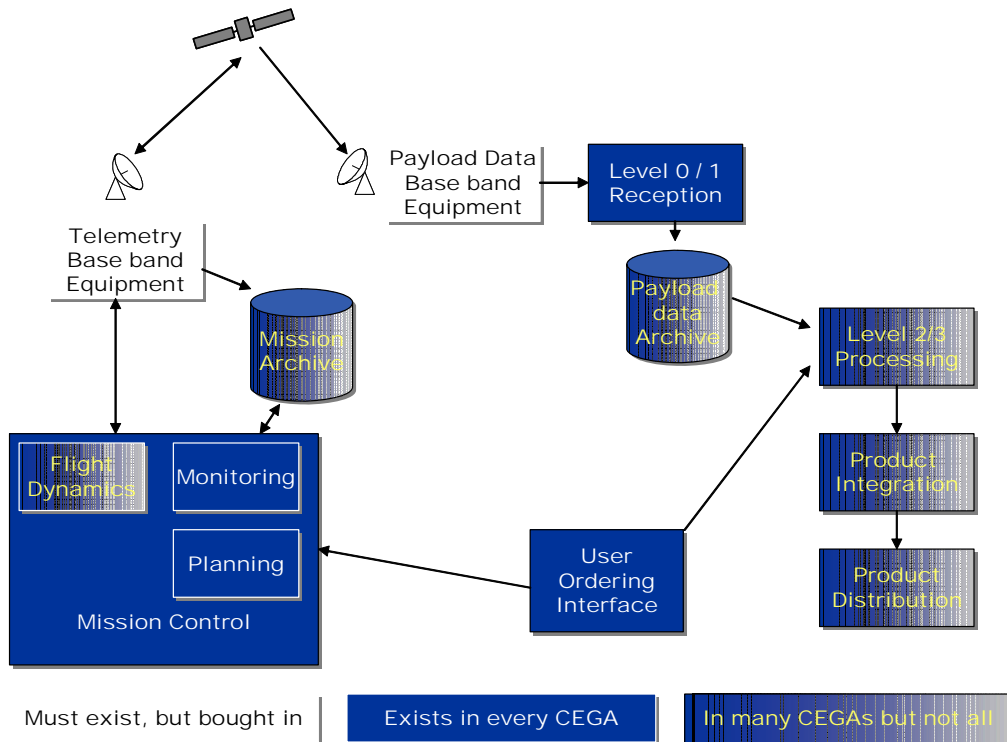 Payload Data
Base band
Equipment
Level 0 / 1
Reception
Telemetry
Base band
Equipment
Mission
Archive
Payload
data
Archive
Level 2/3
Processing
Flight
Dynamics
Monitoring
Planning
Mission Control
User
Ordering
Interface
Product
Integration
Product
Distribution
Must exist, but bought in
Exists in every CEGA
In many CEGAs but not all